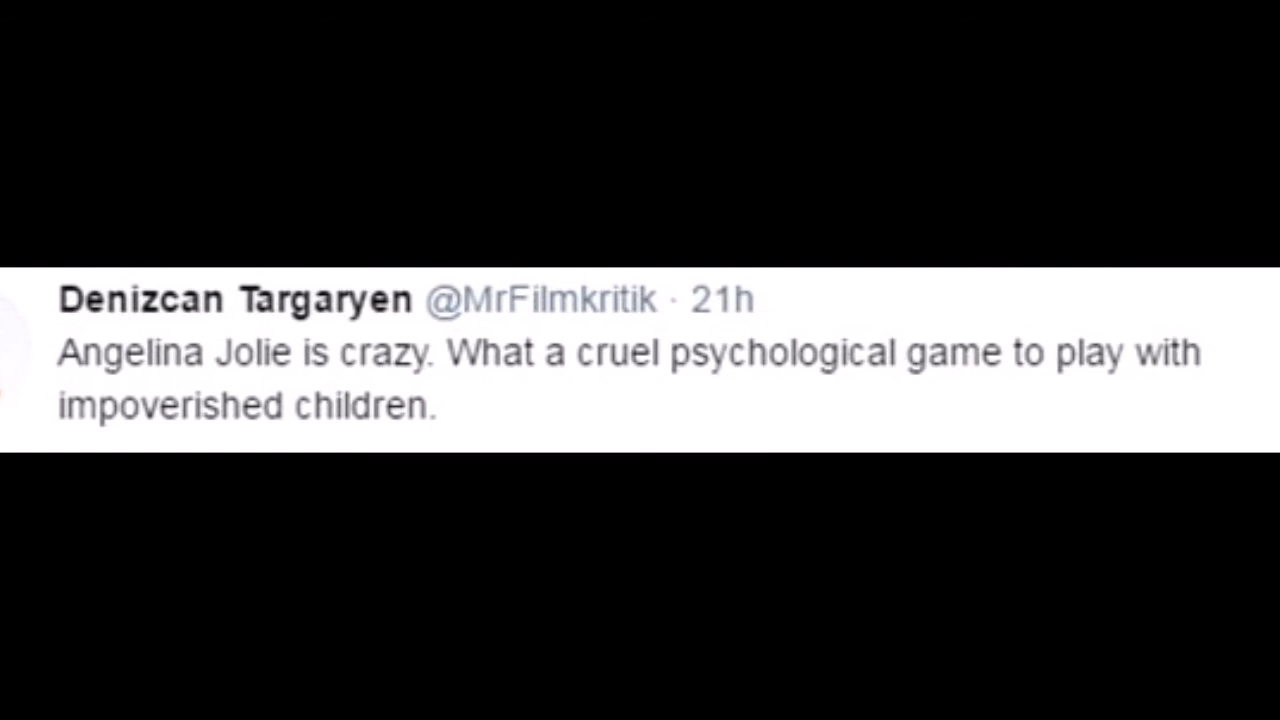 Denizcan Targaryen @MrFilmkritik · 21h
Angelina Jolie is crazy. What a cruel psychological game to play with
impoverished children.